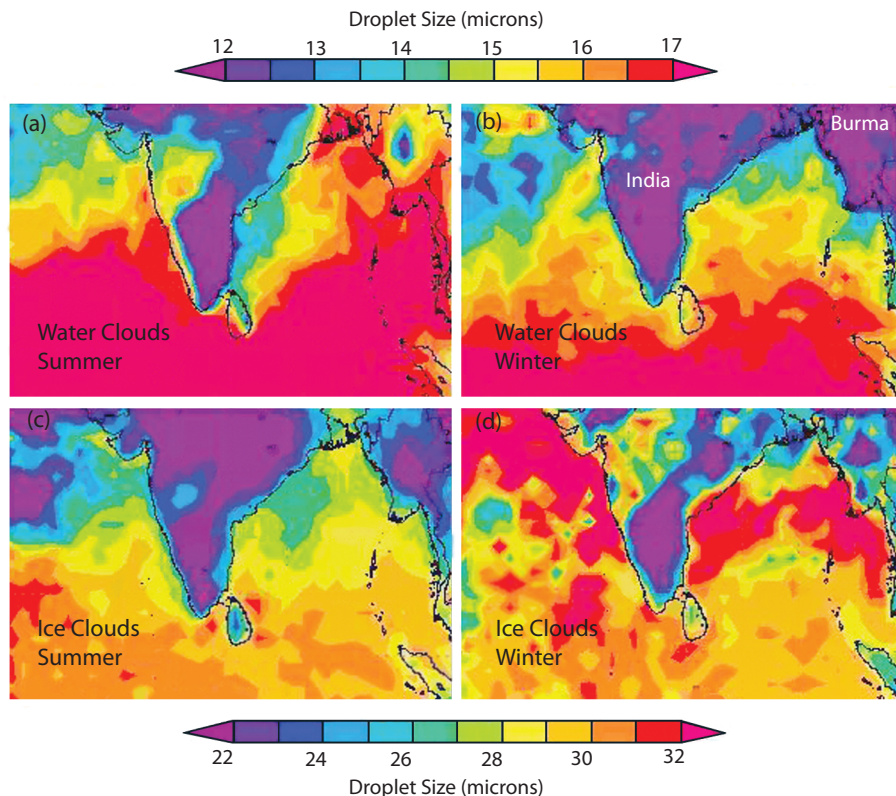 Droplet Size (microns)
12 13 14 15 16 17
(a)
(b)
Burma
India
Water Clouds
Summer
Water Clouds
Winter
(c)
(d)
Ice Clouds
Summer
Ice Clouds
Winter
22 24 26 28 30 32
Droplet Size (microns)